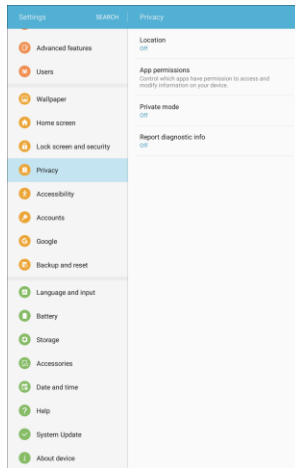 Settings
SEARCH
Privacy
Advanced features
Users
Wallpaper
Home screen
Lock screen and security
Privacy
Accessibility
Accounts
Google
Backup and reset
Language and input
Battery
Storage
Accessories
Date and time
Help
System Update
About device
Location
Off
App permissions
Control which apps have permission to access and
modify information on your device.
Private mode
Off
Report diagnostic info
Off